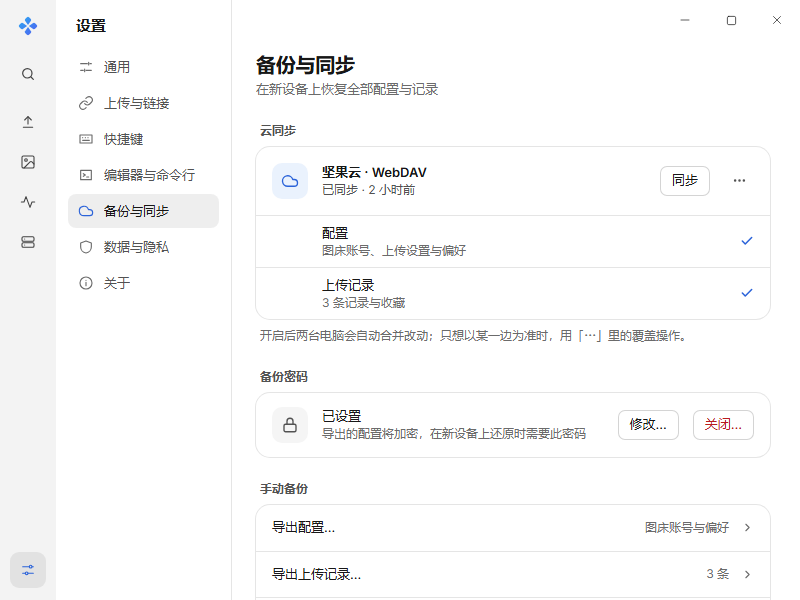 设置
通用
上传与链接
快捷键
编辑器与命令行
备份与同步
数据与隐私
关于
备份与同步
在新设备上恢复全部配置与记录
云同步
坚果云 · WebDAV
已同步 · 2 小时前
同步
配置
图床账号、上传设置与偏好
上传记录
3 条记录与收藏
开启后两台电脑会自动合并改动；只想以某一边为准时，用「…」里的覆盖操作。
备份密码
已设置
导出的配置将加密，在新设备上还原时需要此密码
修改...
关闭...
手动备份
导出配置...
图床账号与偏好
导出上传记录...
3 条